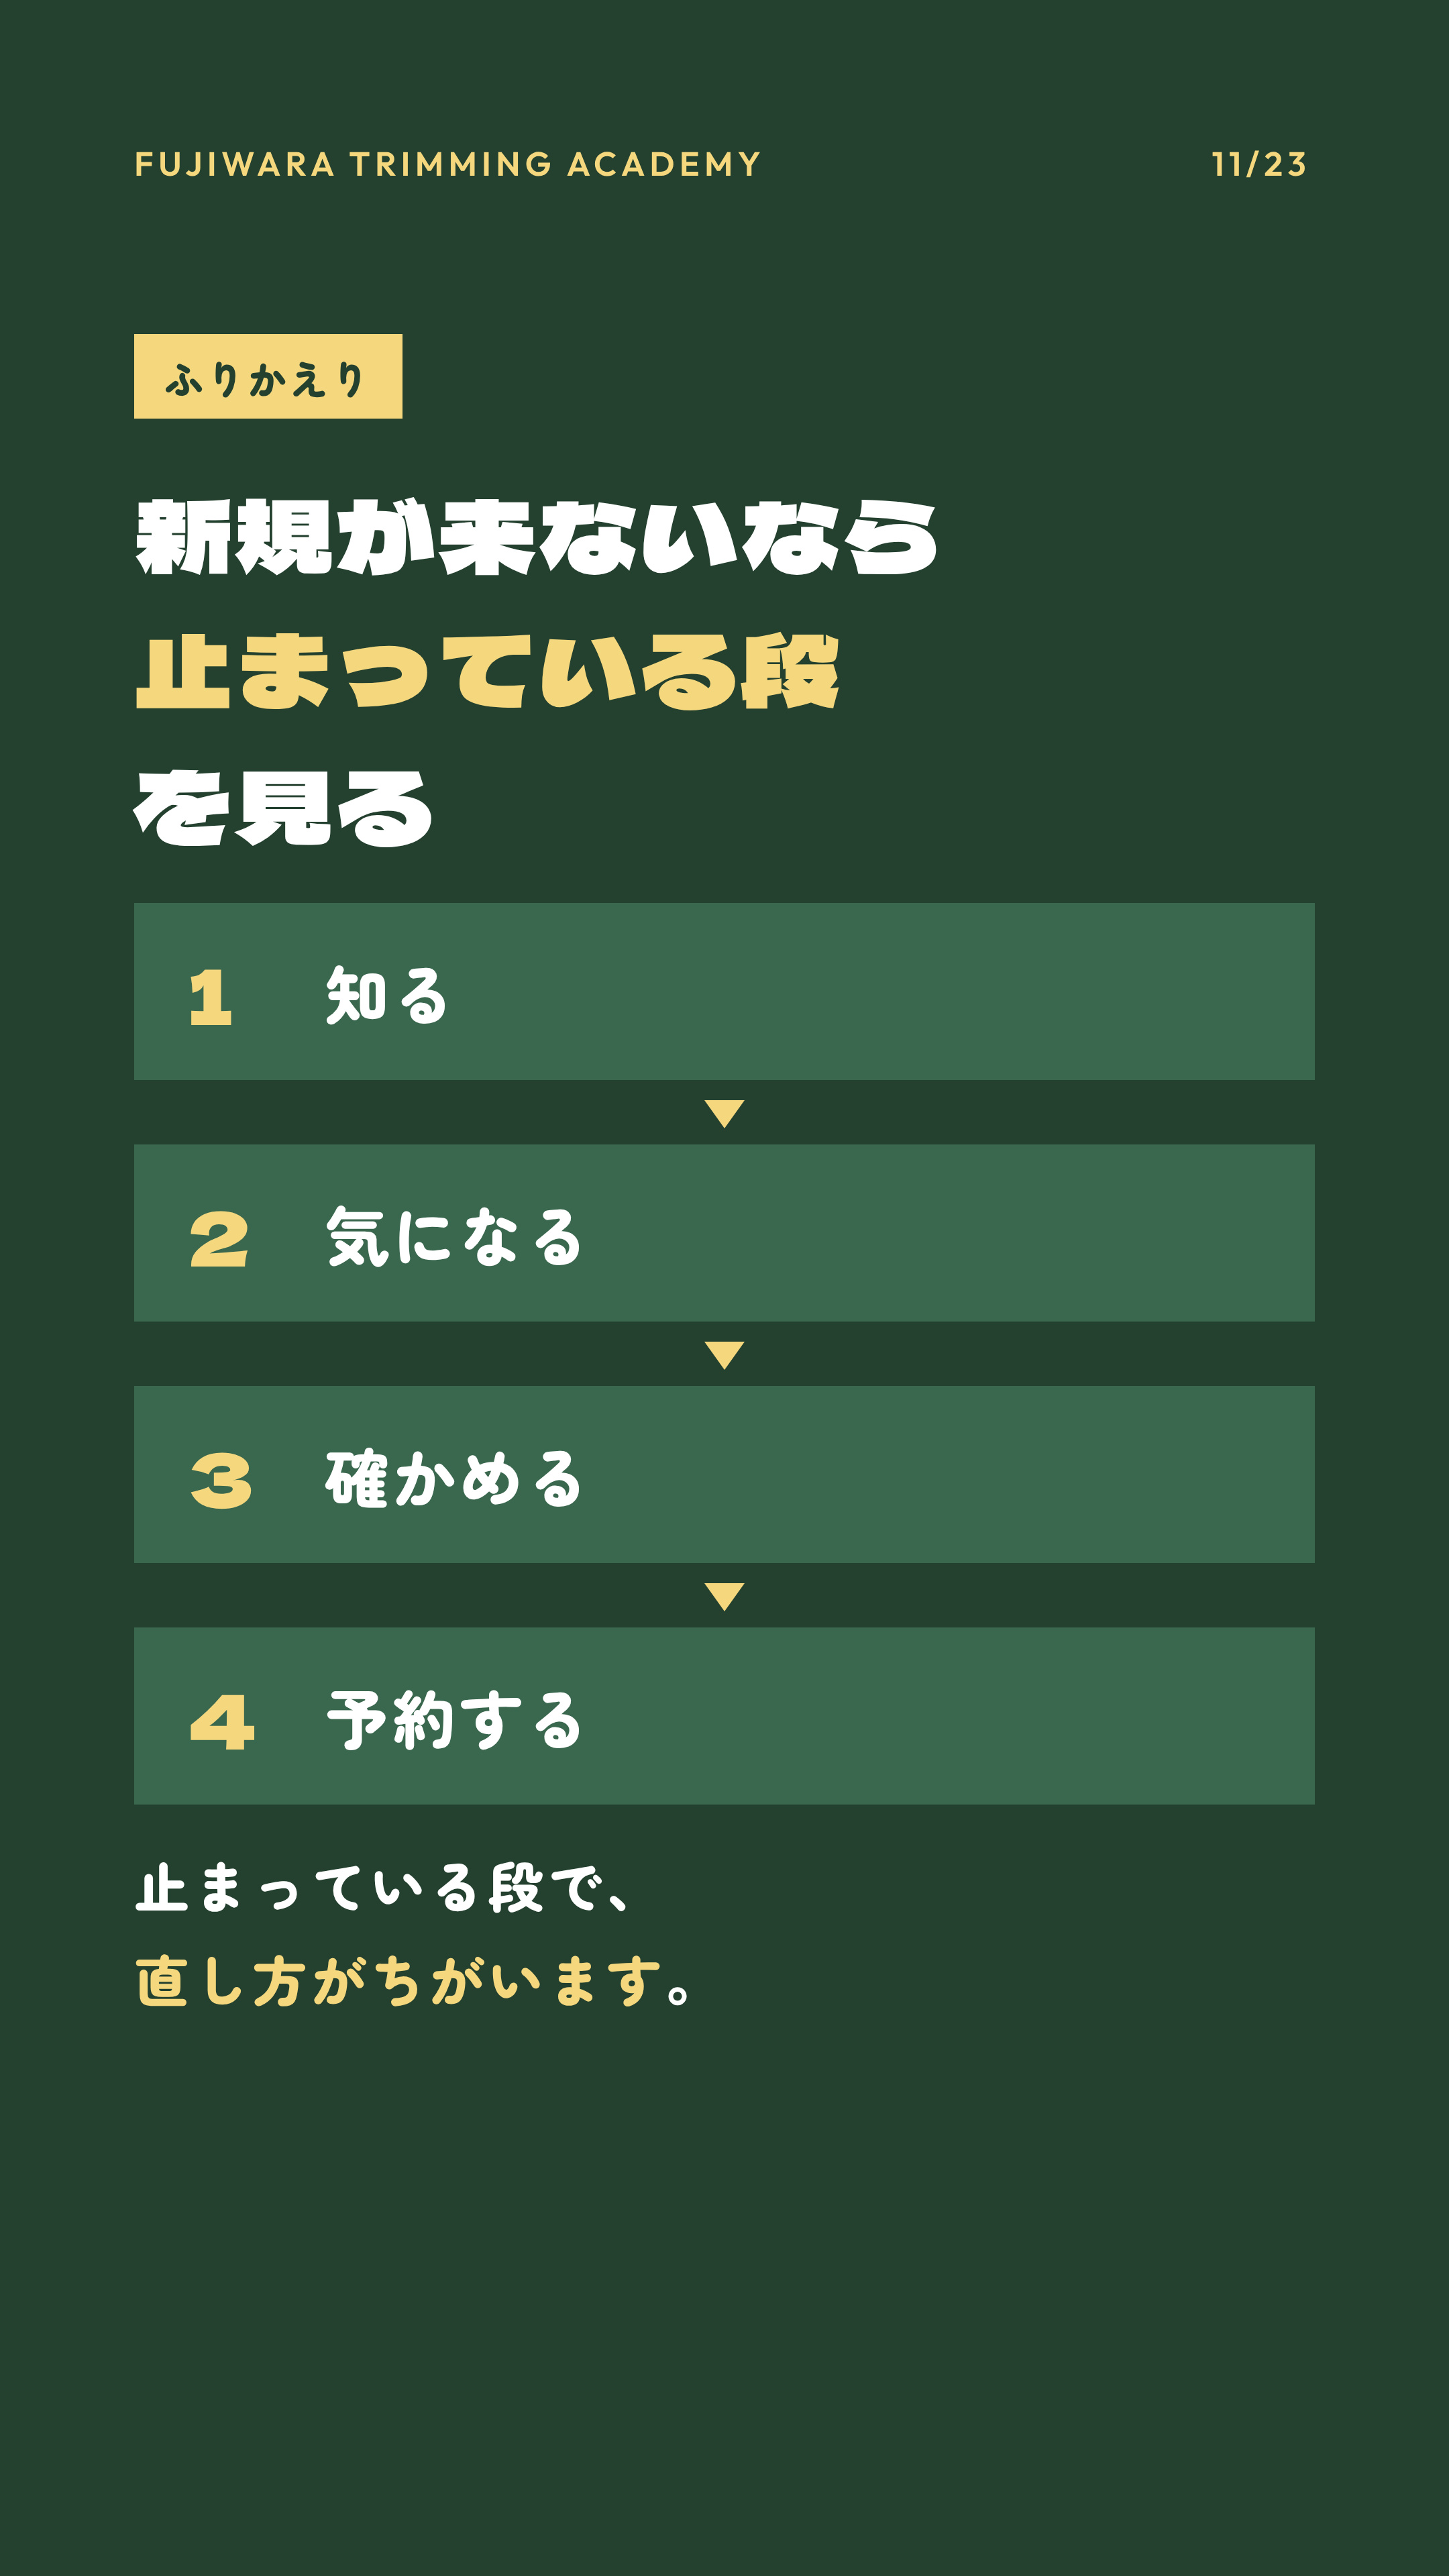 FUJIWARA TRIMMING ACADEMY
11/23
ふりかえり
新規が来ないなら
止まっている段
を見る
1 知る
2 気になる
3 確かめる
4 予約する
止まっている段で、
直し方がちがいます。